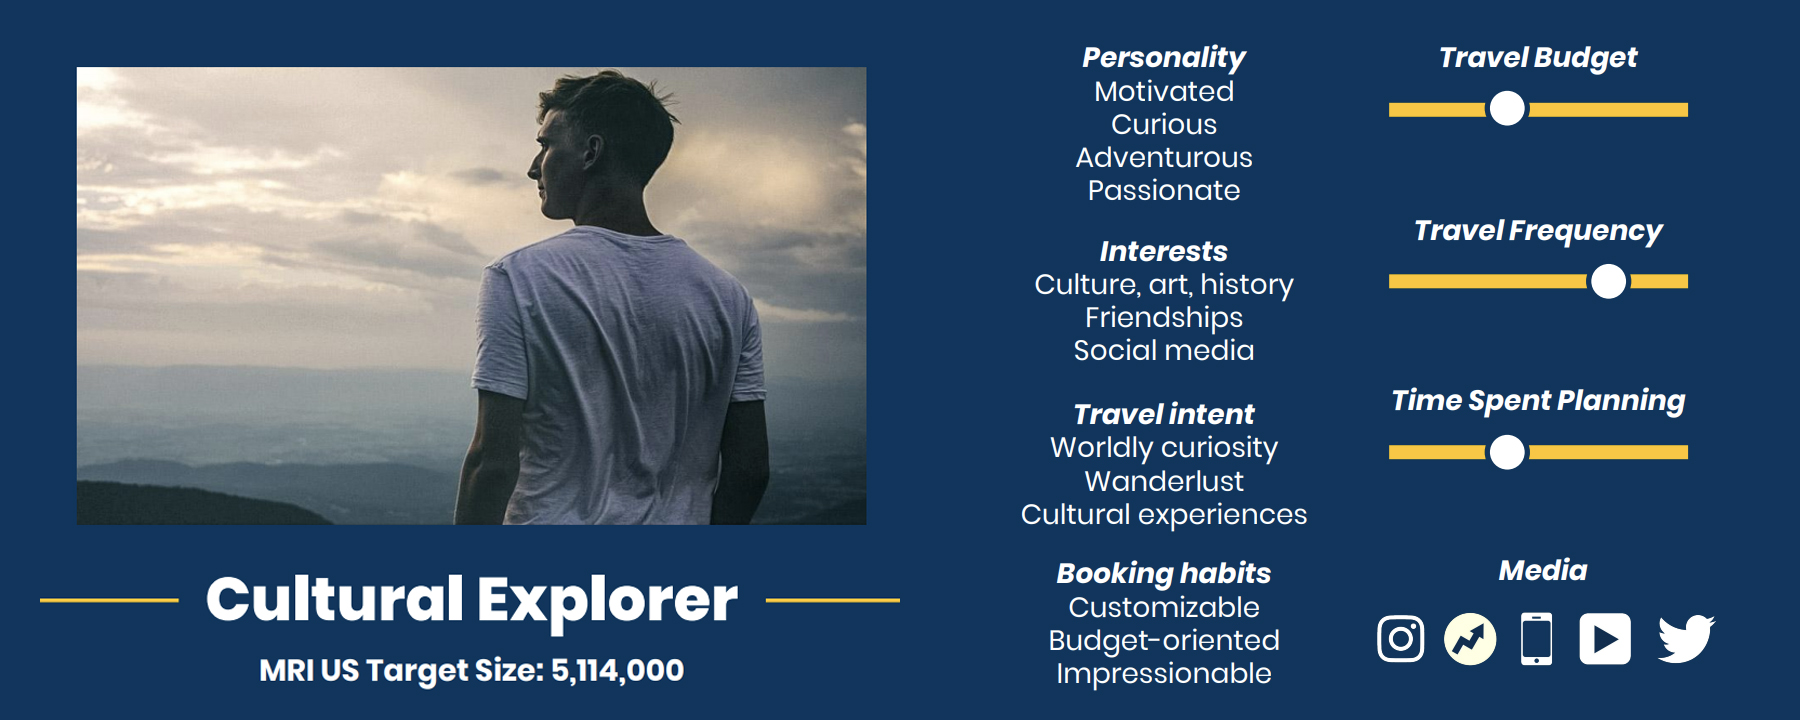 Cultural Explorer
MRI US Target Size: 5,114,000
Personality
Motivated
Curious
Adventurous
Passionate
Interests
Culture, art, history
Friendships
Social media
Travel intent
Worldly curiosity
Wanderlust
Cultural experiences
Booking habits
Customizable
Budget-oriented
Impressionable
Travel Budget
Travel Frequency
Time Spent Planning
Media